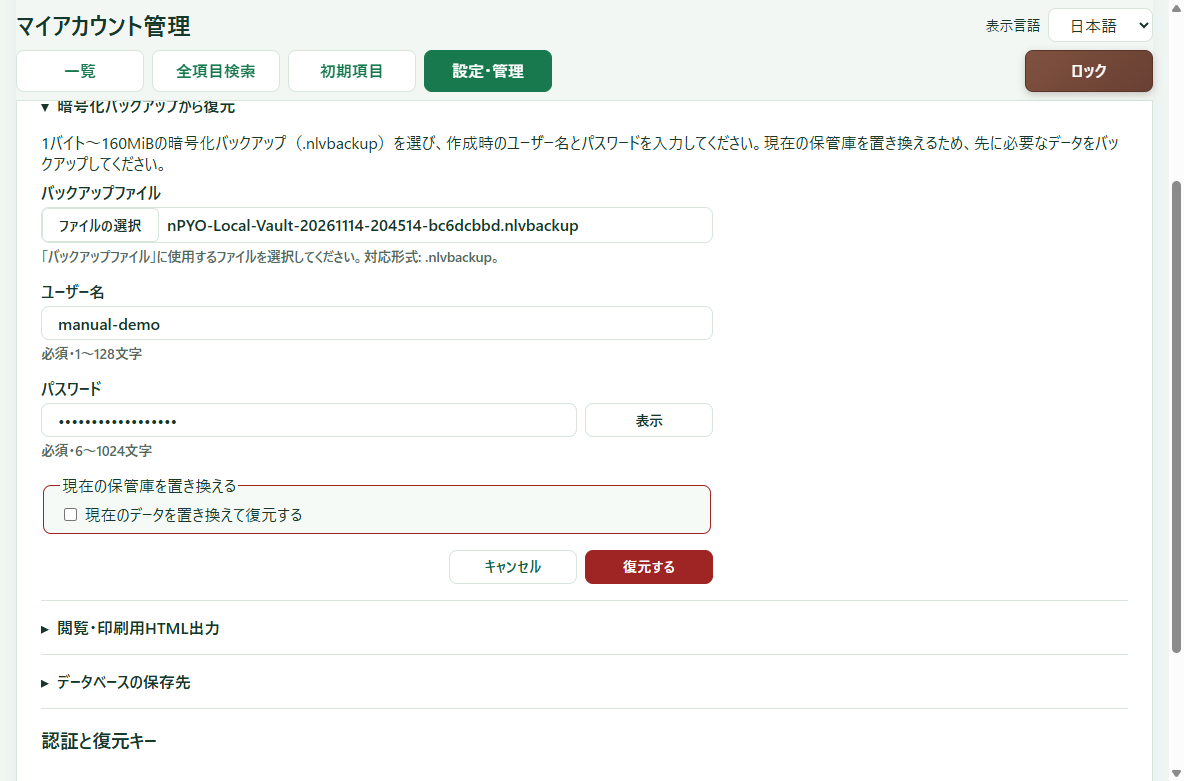 マイアカウント管理
表示言語 日本語
一覧 全項目検索 初期項目 設定・管理 ロック
▼ 暗号化バックアップから復元
1バイト～160MiBの暗号化バックアップ（.nlvbackup）を選び、作成時のユーザー名とパスワードを入力してください。現在の保管庫を置き換えるため、先に必要なデータをバッ
クアップしてください。
バックアップファイル
ファイルの選択 nPYO-Local-Vault-20261114-204514-bc6dcbbd.nlvbackup
「バックアップファイル」に使用するファイルを選択してください。対応形式: .nlvbackup。
ユーザー名
manual-demo
必須・1～128文字
パスワード
•••••••••••••••••• 表示
必須・6～1024文字
現在の保管庫を置き換える
現在のデータを置き換えて復元する
キャンセル 復元する
▶ 閲覧・印刷用HTML出力
▶ データベースの保存先
認証と復元キー